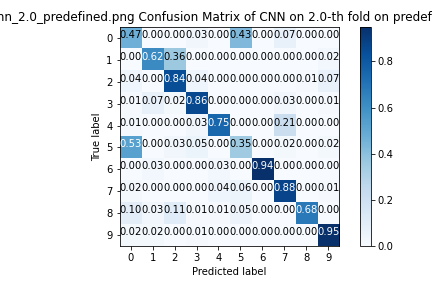 nn_2.0_predefined.png Confusion Matrix of CNN on 2.0-th fold on predef
0 0.47 0.00 0.00 0.03 0.00 0.43 0.00 0.07 0.00 0.00
1 0.00 0.62 0.36 0.00 0.00 0.00 0.00 0.00 0.00 0.02
2 0.04 0.00 0.84 0.04 0.00 0.00 0.00 0.00 0.01 0.07
3 0.01 0.07 0.02 0.86 0.00 0.00 0.00 0.03 0.00 0.01
4 0.01 0.00 0.00 0.03 0.75 0.00 0.00 0.21 0.00 0.00
5 0.53 0.00 0.03 0.05 0.00 0.35 0.00 0.02 0.00 0.02
6 0.00 0.03 0.00 0.03 0.00 0.00 0.94 0.00 0.00 0.00
7 0.02 0.00 0.00 0.00 0.04 0.06 0.00 0.88 0.00 0.01
8 0.10 0.03 0.11 0.01 0.01 0.05 0.00 0.01 0.68 0.00
9 0.02 0.02 0.00 0.01 0.00 0.00 0.00 0.00 0.00 0.95
0 1 2 3 4 5 6 7 8 9
Predicted label
True label
0.8
0.6
0.4
0.2
0.0